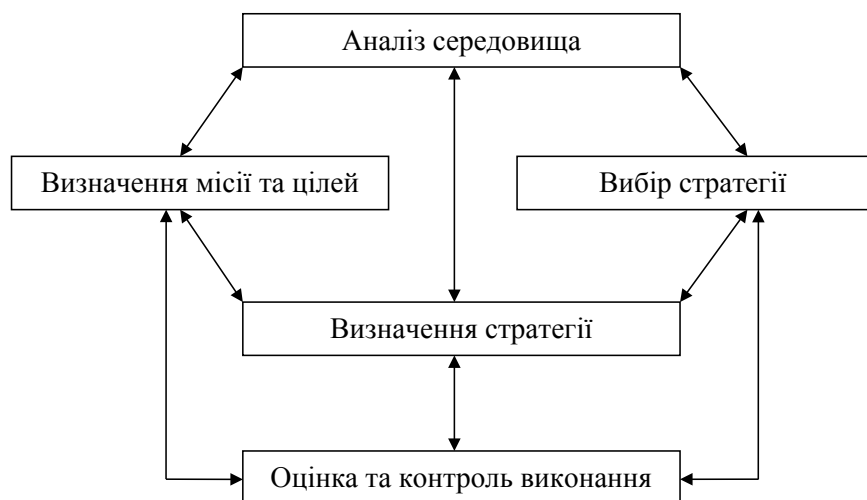 Аналіз середовища
Визначення місії та цілей
Вибір стратегії
Визначення стратегії
Оцінка та контроль виконання